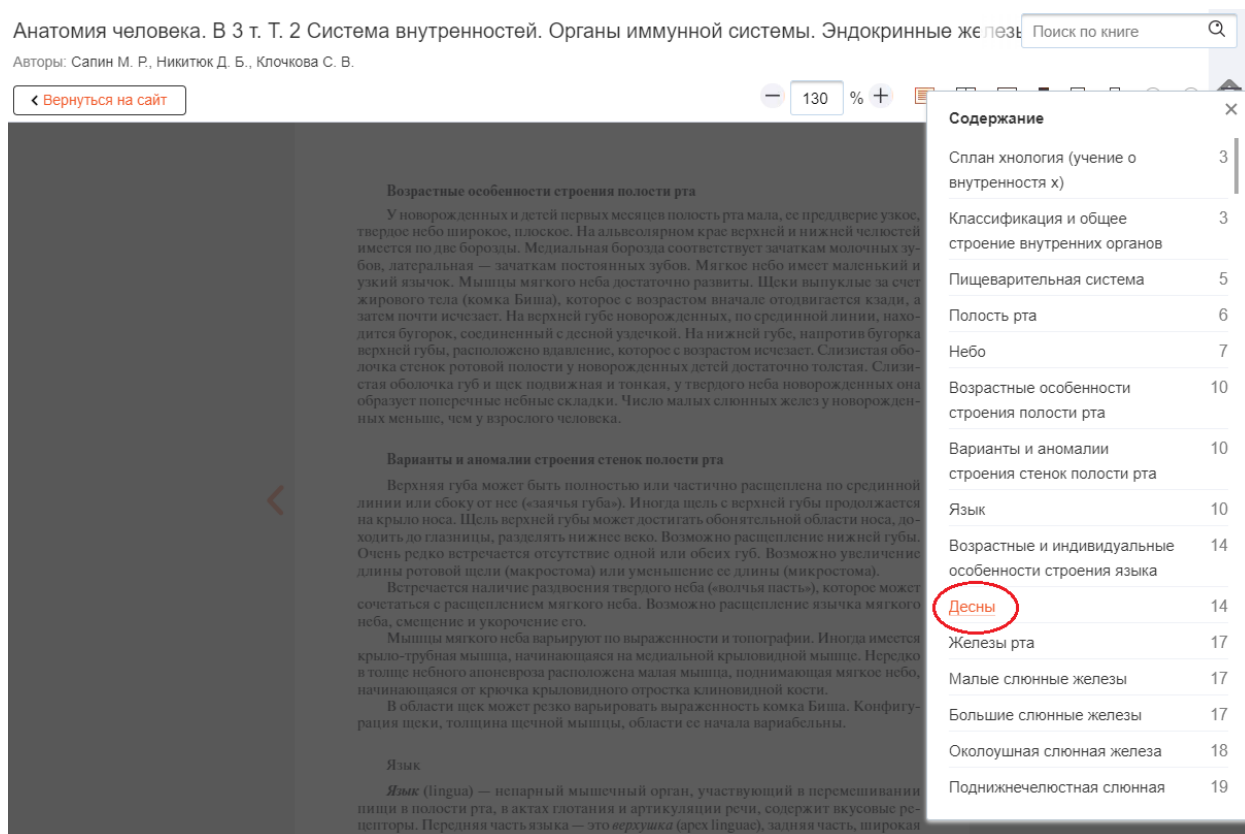 Анатомия человека. В 3 т. Т. 2 Система внутренностей. Органы иммунной системы. Эндокринные железы
Поиск по книге
Авторы: Сапин М. Р., Никитюк Д. Б., Клочкова С. В.
Вернуться на сайт
130 %
Возрастные особенности строения полости рта
У новорожденных и детей первых месяцев полость рта мала, ее преддверие узкое,
твердое небо широкое, плоское. На альвеолярном крае верхней и нижней челюстей
имеется по две борозды. Медиальная борозда соответствует зачаткам молочных зу-
бов, латеральная — зачаткам постоянных зубов. Мягкое небо имеет маленький и
узкий язычок. Мышцы мягкого неба достаточно развиты. Щеки выпуклые за счет
жирового тела (комка Биша), которое с возрастом вначале отодвигается кзади, а
затем почти исчезает. На верхней губе новорожденных, по срединной линии, нахо-
дится бугорок, соединенный с десной уздечкой. На нижней губе, напротив бугорка
верхней губы, расположено вдавление, которое с возрастом исчезает. Слизистая обо-
лочка стенок ротовой полости у новорожденных детей достаточно толстая. Слизи-
стая оболочка губ и щек подвижная и тонкая, у твердого неба новорожденных она
образует поперечные небные складки. Число малых слюнных желез у новорожден-
ных меньше, чем у взрослого человека.
Варианты и аномалии строения стенок полости рта
Верхняя губа может быть полностью или частично расщеплена по срединной
линии или сбоку от нее («заячья губа»). Иногда щель с верхней губы продолжается
на крыло носа. Щель верхней губы может достигать обонятельной области носа, до-
ходить до глазницы, разделять нижнее веко. Возможно расщепление нижней губы.
Очень редко встречается отсутствие одной или обеих губ. Возможно увеличение
длины ротовой щели (макростома) или уменьшение ее длины (микростома).
Встречается наличие раздвоения твердого неба («волчья пасть»), которое может
сочетаться с расщеплением мягкого неба. Возможно расщепление язычка мягкого
неба, смещение и укорочение его.
Мышцы мягкого неба варьируют по выраженности и топографии. Иногда имеется
крыло-трубная мышца, начинающаяся на медиальной крыловидной мышце. Нередко
в толще небного апоневроза расположена малая мышца, поднимающая мягкое небо,
начинающаяся от крючка крыловидного отростка клиновидной кости.
В области щек может резко варьировать выраженность комка Биша. Конфигу-
рация щеки, толщина щечной мышцы, области ее начала вариабельны.
Язык
Язык (lingua) — непарный мышечный орган, участвующий в перемешивании
пищи в полости рта, в актах глотания и артикуляции речи, содержит вкусовые ре-
цепторы. Передняя часть языка — это верхушка (apex linguae), задняя часть, широкая
Содержание
Сплан хнология (учение о 3
внутренностя х)
Классификация и общее 3
строение внутренних органов
Пищеварительная система 5
Полость рта 6
Небо 7
Возрастные особенности 10
строения полости рта
Варианты и аномалии 10
строения стенок полости рта
Язык 10
Возрастные и индивидуальные 14
особенности строения языка
Десны 14
Железы рта 17
Малые слюнные железы 17
Большие слюнные железы 17
Околоушная слюнная железа 18
Поднижнечелюстная слюнная 19